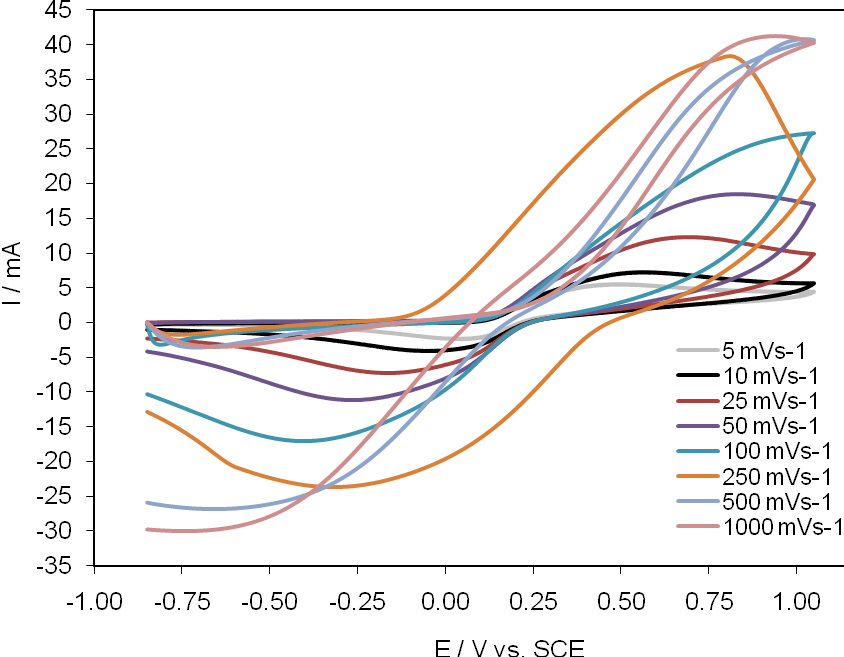 45
40
35
30
25
20
15
10
5
0
-5
-10
-15
-20
-25
-30
-35
I / mA
-1.00 -0.75 -0.50 -0.25 0.00 0.25 0.50 0.75 1.00
E / V vs. SCE
5 mVs-1
10 mVs-1
25 mVs-1
50 mVs-1
100 mVs-1
250 mVs-1
500 mVs-1
1000 mVs-1